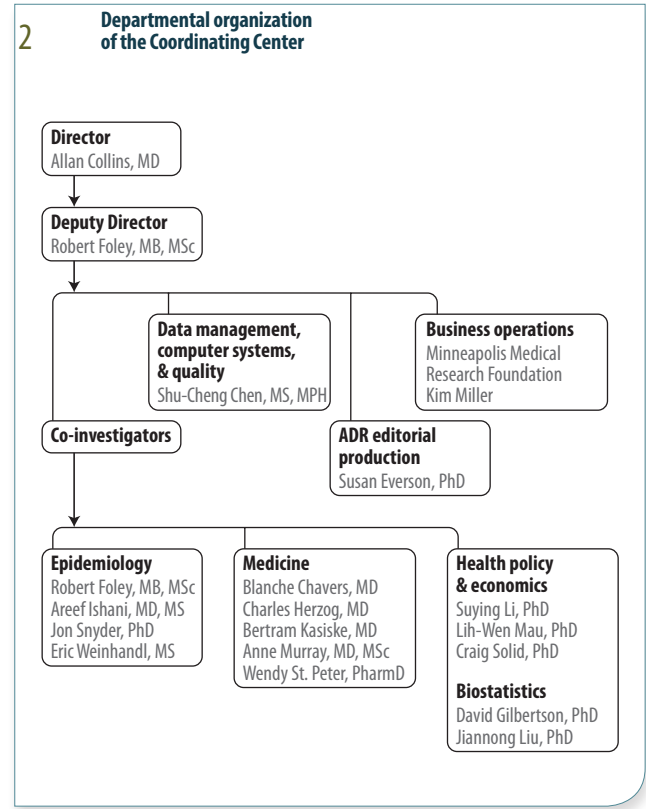 2
Departmental organization
of the Coordinating Center
Director
Allan Collins, MD
Deputy Director
Robert Foley, MB, MSc
Data management,
computer systems,
& quality
Shu-Cheng Chen, MS, MPH
Business operations
Minneapolis Medical
Research Foundation
Kim Miller
Co-investigators
ADR editorial
production
Susan Everson, PhD
Epidemiology
Robert Foley, MB, MSc
Areef Ishani, MD, MS
Jon Snyder, PhD
Eric Weinhandl, MS
Medicine
Blanche Chavers, MD
Charles Herzog, MD
Bertram Kasiske, MD
Anne Murray, MD, MSc
Wendy St. Peter, PharmD
Health policy
& economics
Suying Li, PhD
Lih-Wen Mau, PhD
Craig Solid, PhD
Biostatistics
David Gilbertson, PhD
Jiannong Liu, PhD